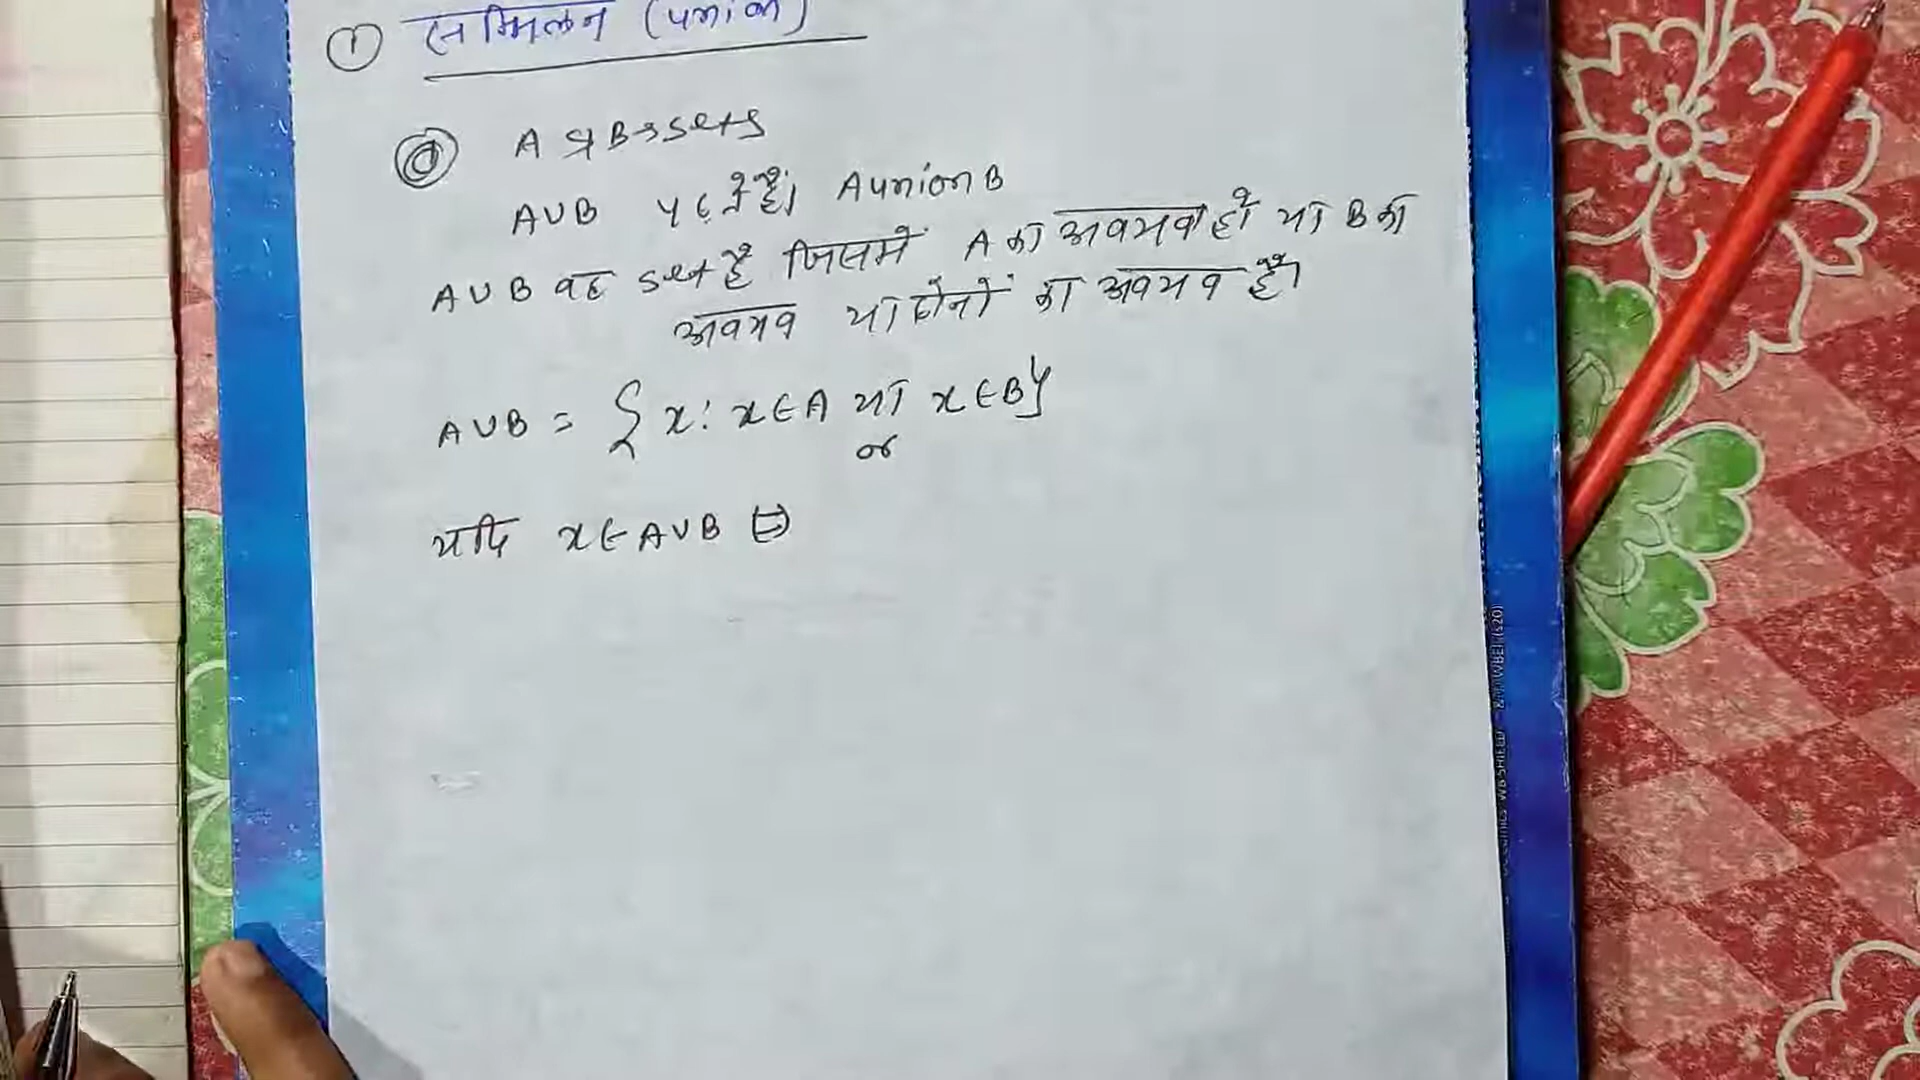 ① सम्मिलन (Union)
A व B → sets
A∪B पढ़ते हैं। A union B
A∪B वह set है जिसमें A का अवयव हो या B का
अवयव या दोनों का अवयव हैं।
A∪B = { x : x∈A या x∈B }
or
यदि x∈A∪B ⇔